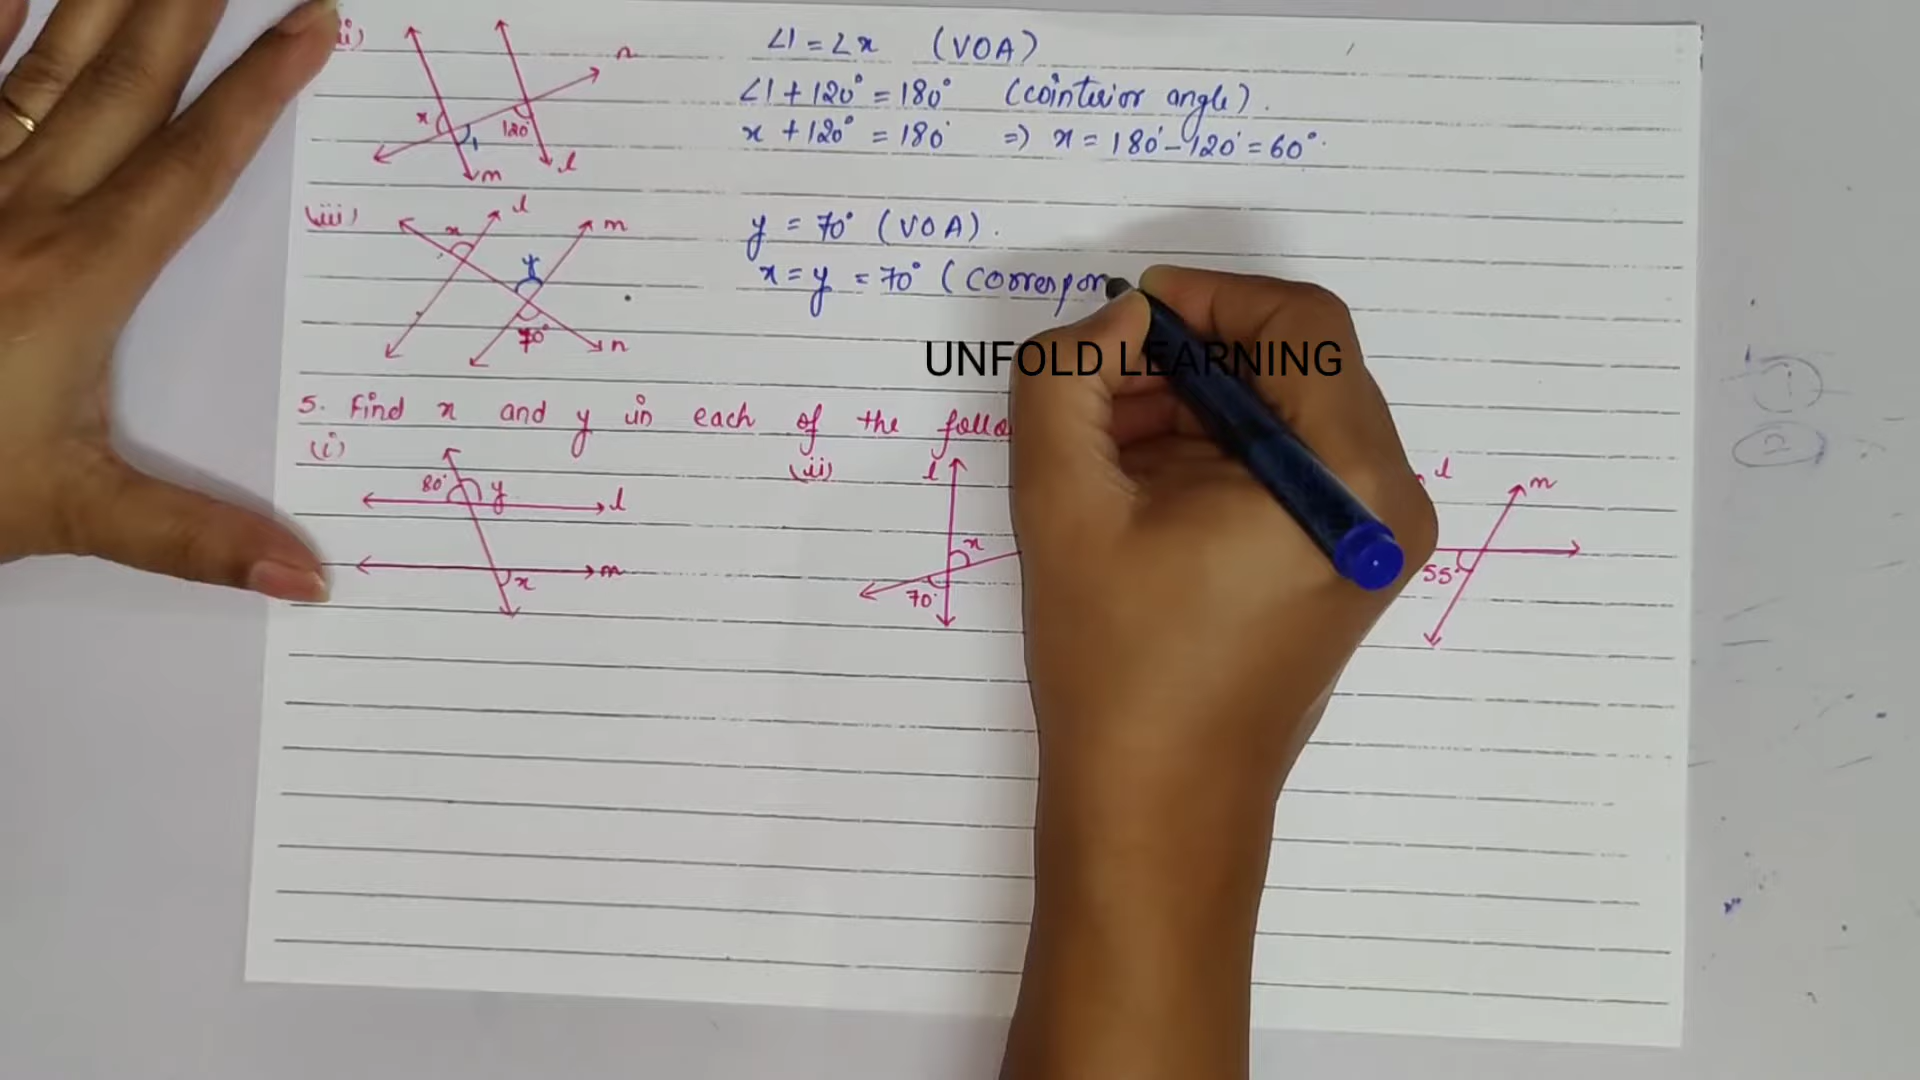 ii)
n
x
1
120°
m
l
∠1 = ∠x (VOA)
∠1 + 120° = 180° (cointerior angle).
x + 120° = 180° => x = 180° - 120° = 60°.
(iii)
l
m
x
y
70°
n
y = 70° (VOA).
x = y = 70° (correspon
UNFOLD LEARNING
5. Find x and y in each of the follo
(i)
80°
y
l
m
x
(ii)
l
x
70°
l
m
55°